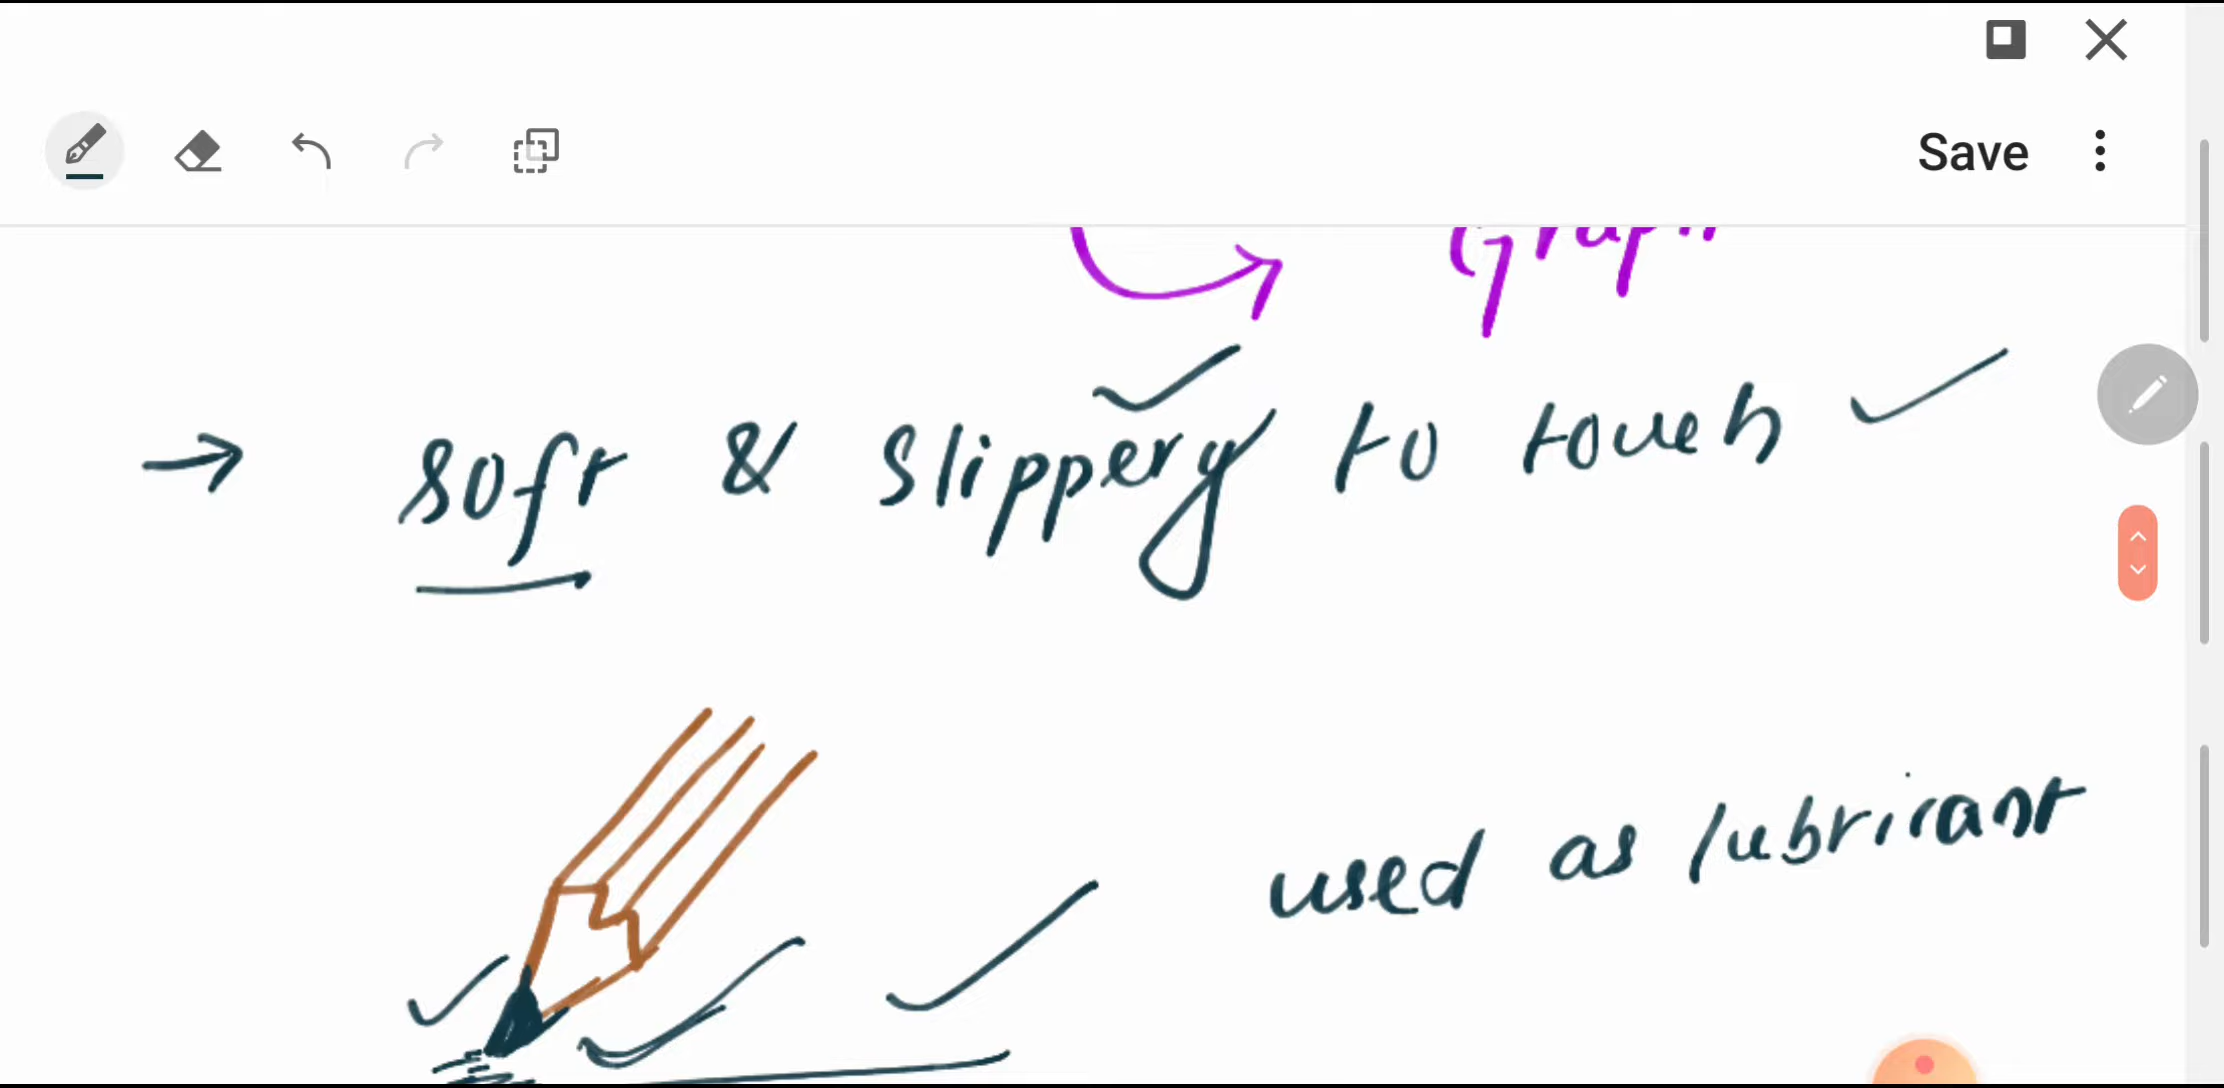 Save
→ soft & slippery to touch
used as lubricant